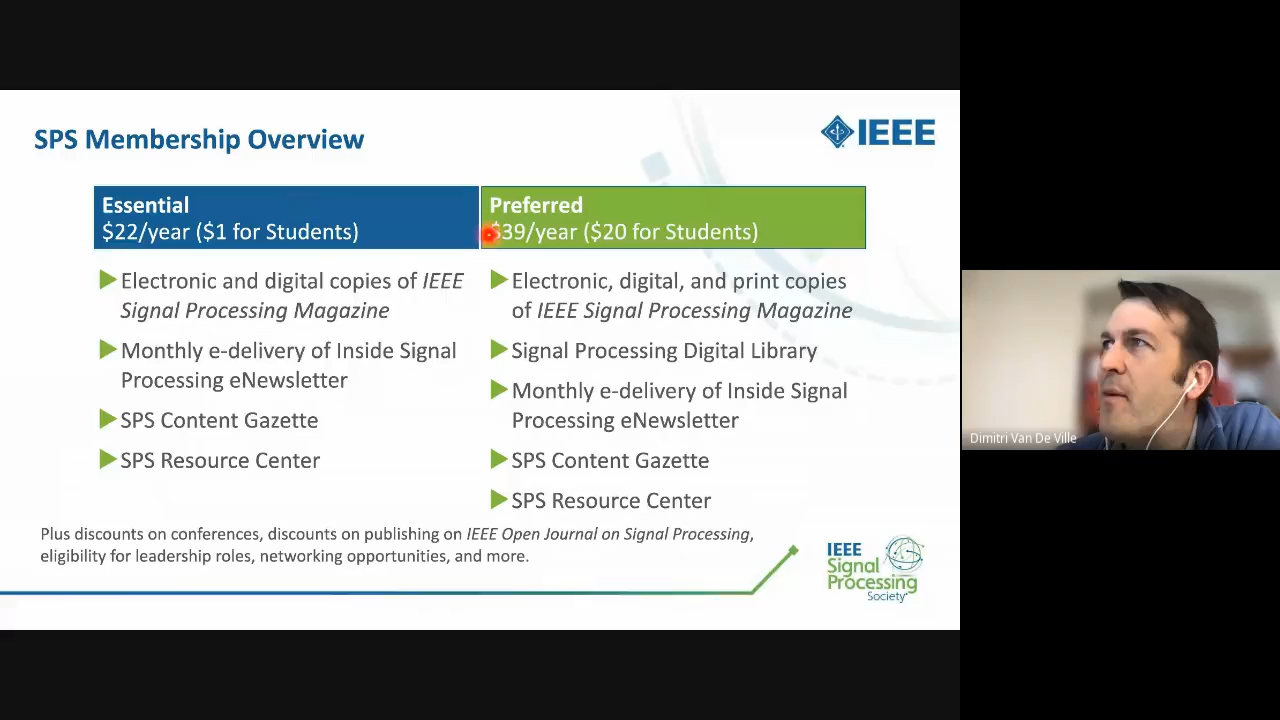 SPS Membership Overview
IEEE
Essential
$22/year ($1 for Students)
Electronic and digital copies of IEEE
Signal Processing Magazine
Monthly e-delivery of Inside Signal
Processing eNewsletter
SPS Content Gazette
SPS Resource Center
Preferred
$39/year ($20 for Students)
Electronic, digital, and print copies
of IEEE Signal Processing Magazine
Signal Processing Digital Library
Monthly e-delivery of Inside Signal
Processing eNewsletter
SPS Content Gazette
SPS Resource Center
Plus discounts on conferences, discounts on publishing on IEEE Open Journal on Signal Processing,
eligibility for leadership roles, networking opportunities, and more.
IEEE
Signal
Processing
Society
Dimitri Van De Ville